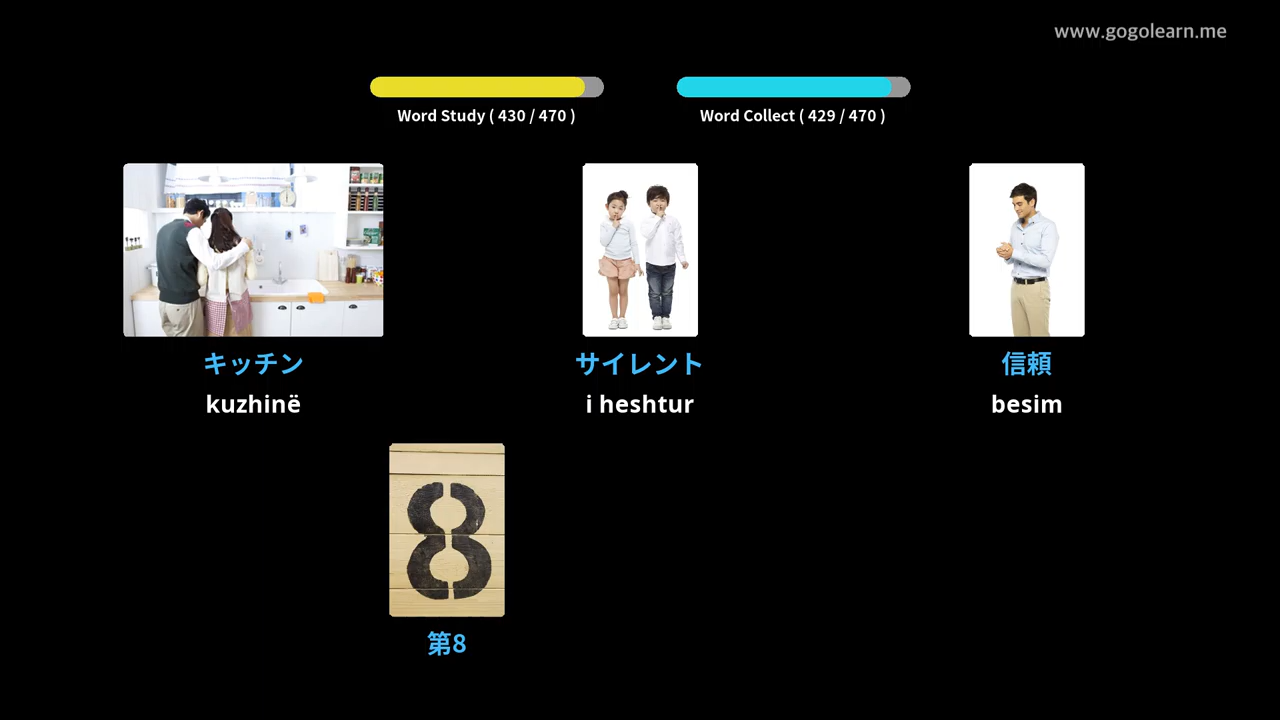 www.gogolearn.me
Word Study ( 430 / 470 )
Word Collect ( 429 / 470 )
キッチン
kuzhinë
サイレント
i heshtur
信頼
besim
8
第8